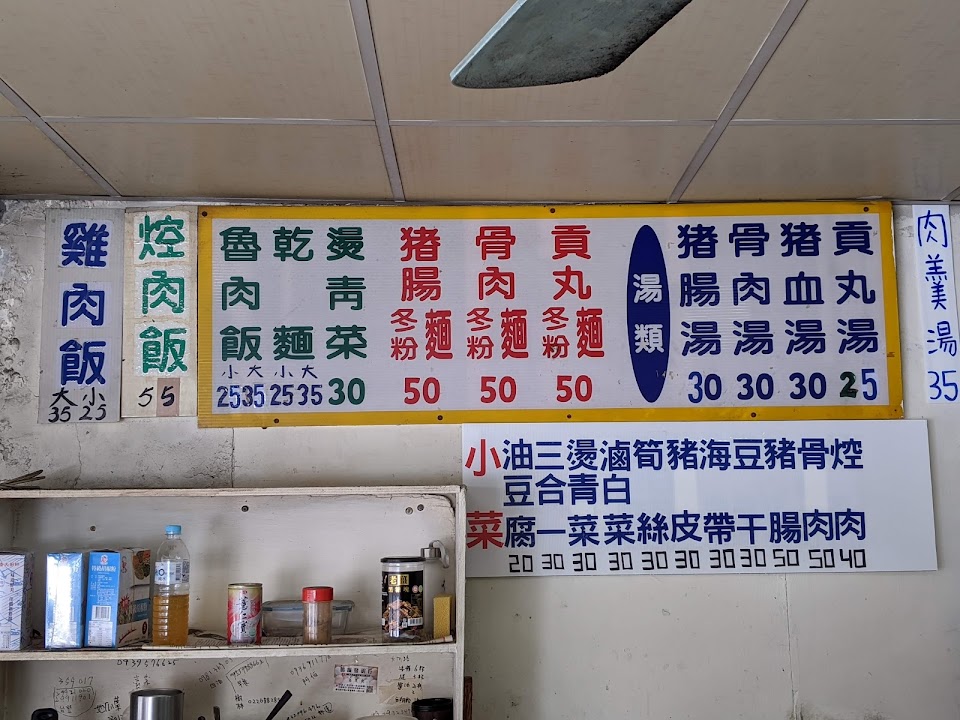 雞肉飯
大 小
35 25
焢肉飯
55
魯肉飯
小 大
25 35
乾麵
小 大
25 35
燙青菜
30
猪腸冬粉麵
50
骨肉冬粉麵
50
貢丸冬粉麵
50
湯類
猪腸湯
30
骨肉湯
30
猪血湯
30
貢丸湯
25
肉羹湯
35
小菜
油豆腐
20
三合一
30
燙青菜
30
滷白菜
30
筍絲
30
豬皮
30
海帶
30
豆干
30
豬腸
50
骨肉
50
焢肉
40
0939576625